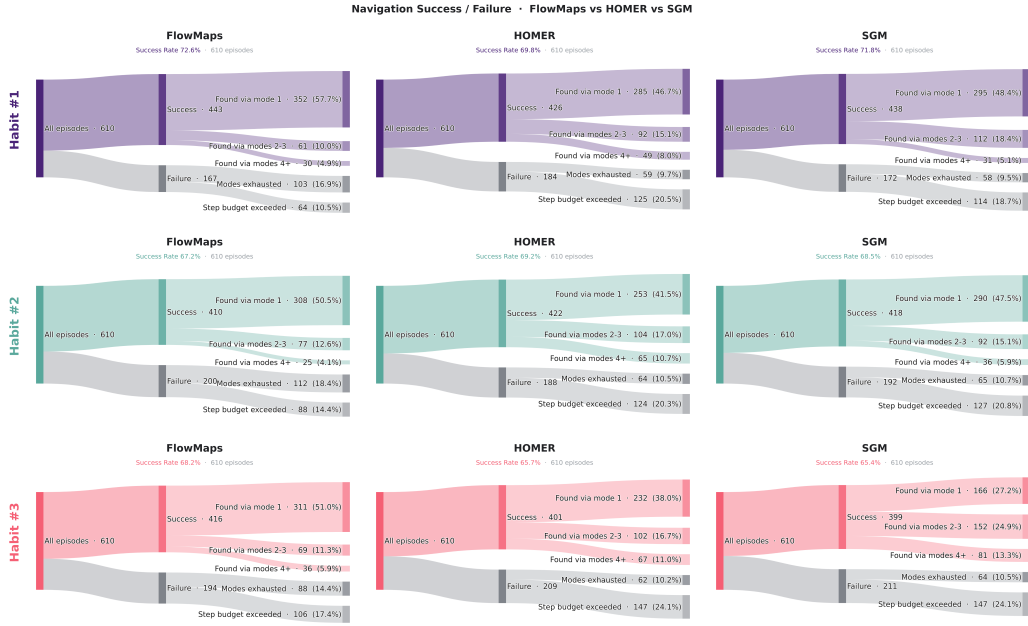 Navigation Success / Failure · FlowMaps vs HOMER vs SGM
Habit #1
FlowMaps
Success Rate 72.6% · 610 episodes
All episodes · 610
Success · 443
Failure · 167
Found via mode 1 · 352 (57.7%)
Found via modes 2-3 · 61 (10.0%)
Found via modes 4+ · 30 (4.9%)
Modes exhausted · 103 (16.9%)
Step budget exceeded · 64 (10.5%)
HOMER
Success Rate 69.8% · 610 episodes
All episodes · 610
Success · 426
Failure · 184
Found via mode 1 · 285 (46.7%)
Found via modes 2-3 · 92 (15.1%)
Found via modes 4+ · 49 (8.0%)
Modes exhausted · 59 (9.7%)
Step budget exceeded · 125 (20.5%)
SGM
Success Rate 71.8% · 610 episodes
All episodes · 610
Success · 438
Failure · 172
Found via mode 1 · 295 (48.4%)
Found via modes 2-3 · 112 (18.4%)
Found via modes 4+ · 31 (5.1%)
Modes exhausted · 58 (9.5%)
Step budget exceeded · 114 (18.7%)
Habit #2
FlowMaps
Success Rate 67.2% · 610 episodes
All episodes · 610
Success · 410
Failure · 200
Found via mode 1 · 308 (50.5%)
Found via modes 2-3 · 77 (12.6%)
Found via modes 4+ · 25 (4.1%)
Modes exhausted · 112 (18.4%)
Step budget exceeded · 88 (14.4%)
HOMER
Success Rate 69.2% · 610 episodes
All episodes · 610
Success · 422
Failure · 188
Found via mode 1 · 253 (41.5%)
Found via modes 2-3 · 104 (17.0%)
Found via modes 4+ · 65 (10.7%)
Modes exhausted · 64 (10.5%)
Step budget exceeded · 124 (20.3%)
SGM
Success Rate 68.5% · 610 episodes
All episodes · 610
Success · 418
Failure · 192
Found via mode 1 · 290 (47.5%)
Found via modes 2-3 · 92 (15.1%)
Found via modes 4+ · 36 (5.9%)
Modes exhausted · 65 (10.7%)
Step budget exceeded · 127 (20.8%)
Habit #3
FlowMaps
Success Rate 68.2% · 610 episodes
All episodes · 610
Success · 416
Failure · 194
Found via mode 1 · 311 (51.0%)
Found via modes 2-3 · 69 (11.3%)
Found via modes 4+ · 36 (5.9%)
Modes exhausted · 88 (14.4%)
Step budget exceeded · 106 (17.4%)
HOMER
Success Rate 65.7% · 610 episodes
All episodes · 610
Success · 401
Failure · 209
Found via mode 1 · 232 (38.0%)
Found via modes 2-3 · 102 (16.7%)
Found via modes 4+ · 67 (11.0%)
Modes exhausted · 62 (10.2%)
Step budget exceeded · 147 (24.1%)
SGM
Success Rate 65.4% · 610 episodes
All episodes · 610
Success · 399
Failure · 211
Found via mode 1 · 166 (27.2%)
Found via modes 2-3 · 152 (24.9%)
Found via modes 4+ · 81 (13.3%)
Modes exhausted · 64 (10.5%)
Step budget exceeded · 147 (24.1%)